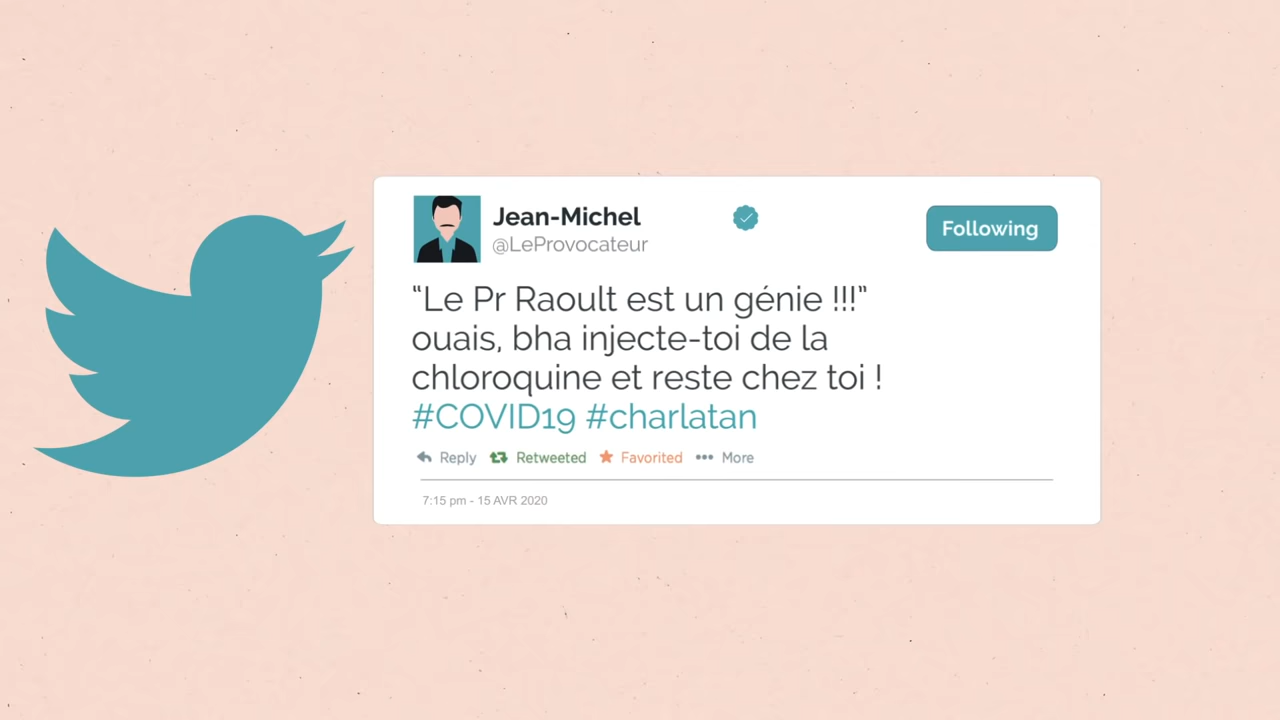 Jean-Michel
@LeProvocateur
Following
“Le Pr Raoult est un génie !!!”
ouais, bha injecte-toi de la
chloroquine et reste chez toi !
#COVID19 #charlatan
Reply Retweeted Favorited More
7:15 pm - 15 AVR 2020